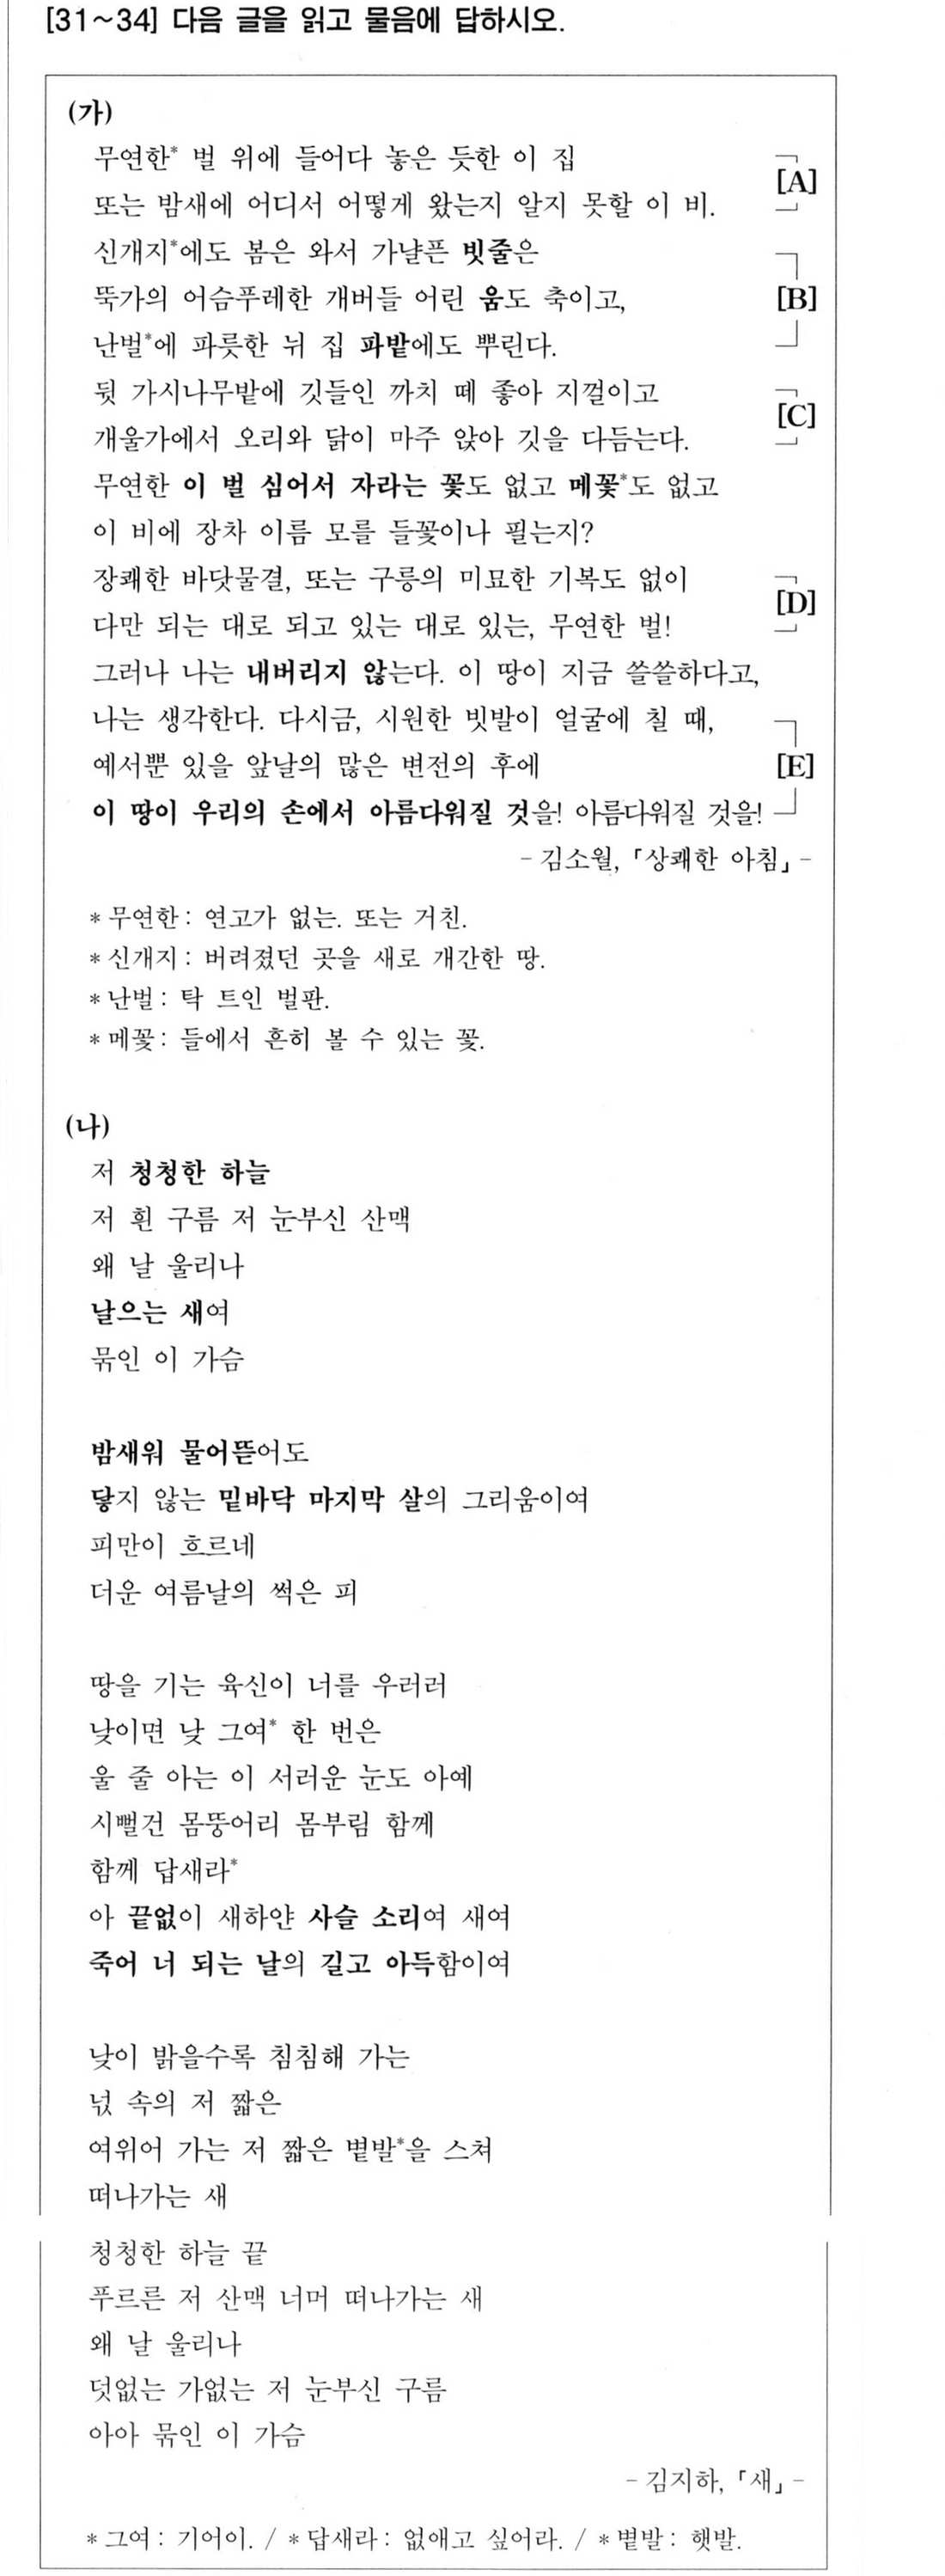 [31~34] 다음 글을 읽고 물음에 답하시오.
(가)
무연한* 벌 위에 들어다 놓은 듯한 이 집
또는 밤새에 어디서 어떻게 왔는지 알지 못할 이 비.
[A]
신개지*에도 봄은 와서 가냘픈 빗줄은
뚝가의 어슴푸레한 개버들 어린 움도 축이고,
난벌*에 파릇한 뉘 집 파밭에도 뿌린다.
[B]
뒷 가시나무밭에 깃들인 까치 떼 좋아 지껄이고
개울가에서 오리와 닭이 마주 앉아 깃을 다듬는다.
[C]
무연한 이 벌 심어서 자라는 꽃도 없고 메꽃*도 없고
이 비에 장차 이름 모를 들꽃이나 필는지?
장쾌한 바닷물결, 또는 구릉의 미묘한 기복도 없이
다만 되는 대로 되고 있는 대로 있는, 무연한 벌!
[D]
그러나 나는 내버리지 않는다. 이 땅이 지금 쓸쓸하다고,
나는 생각한다. 다시금, 시원한 빗발이 얼굴에 칠 때,
예서뿐 있을 앞날의 많은 변전의 후에
이 땅이 우리의 손에서 아름다워질 것을! 아름다워질 것을!
[E]
- 김소월, 「상쾌한 아침」 -
* 무연한 : 연고가 없는. 또는 거친.
* 신개지 : 버려졌던 곳을 새로 개간한 땅.
* 난벌 : 탁 트인 벌판.
* 메꽃 : 들에서 흔히 볼 수 있는 꽃.
(나)
저 청청한 하늘
저 흰 구름 저 눈부신 산맥
왜 날 울리나
날으는 새여
묶인 이 가슴
밤새워 물어뜯어도
닿지 않는 밑바닥 마지막 살의 그리움이여
피만이 흐르네
더운 여름날의 썩은 피
땅을 기는 육신이 너를 우러러
낮이면 낮 그여* 한 번은
울 줄 아는 이 서러운 눈도 아예
시뻘건 몸뚱어리 몸부림 함께
함께 답새라*
아 끝없이 새하얀 사슬 소리여 새여
죽어 너 되는 날의 길고 아득함이여
낮이 밝을수록 침침해 가는
넋 속의 저 짧은
여위어 가는 저 짧은 볕발*을 스쳐
떠나가는 새
청청한 하늘 끝
푸르른 저 산맥 너머 떠나가는 새
왜 날 울리나
덧없는 가없는 저 눈부신 구름
아아 묶인 이 가슴
- 김지하, 「새」 -
* 그여 : 기어이. / * 답새라 : 없애고 싶어라. / * 볕발 : 햇발.